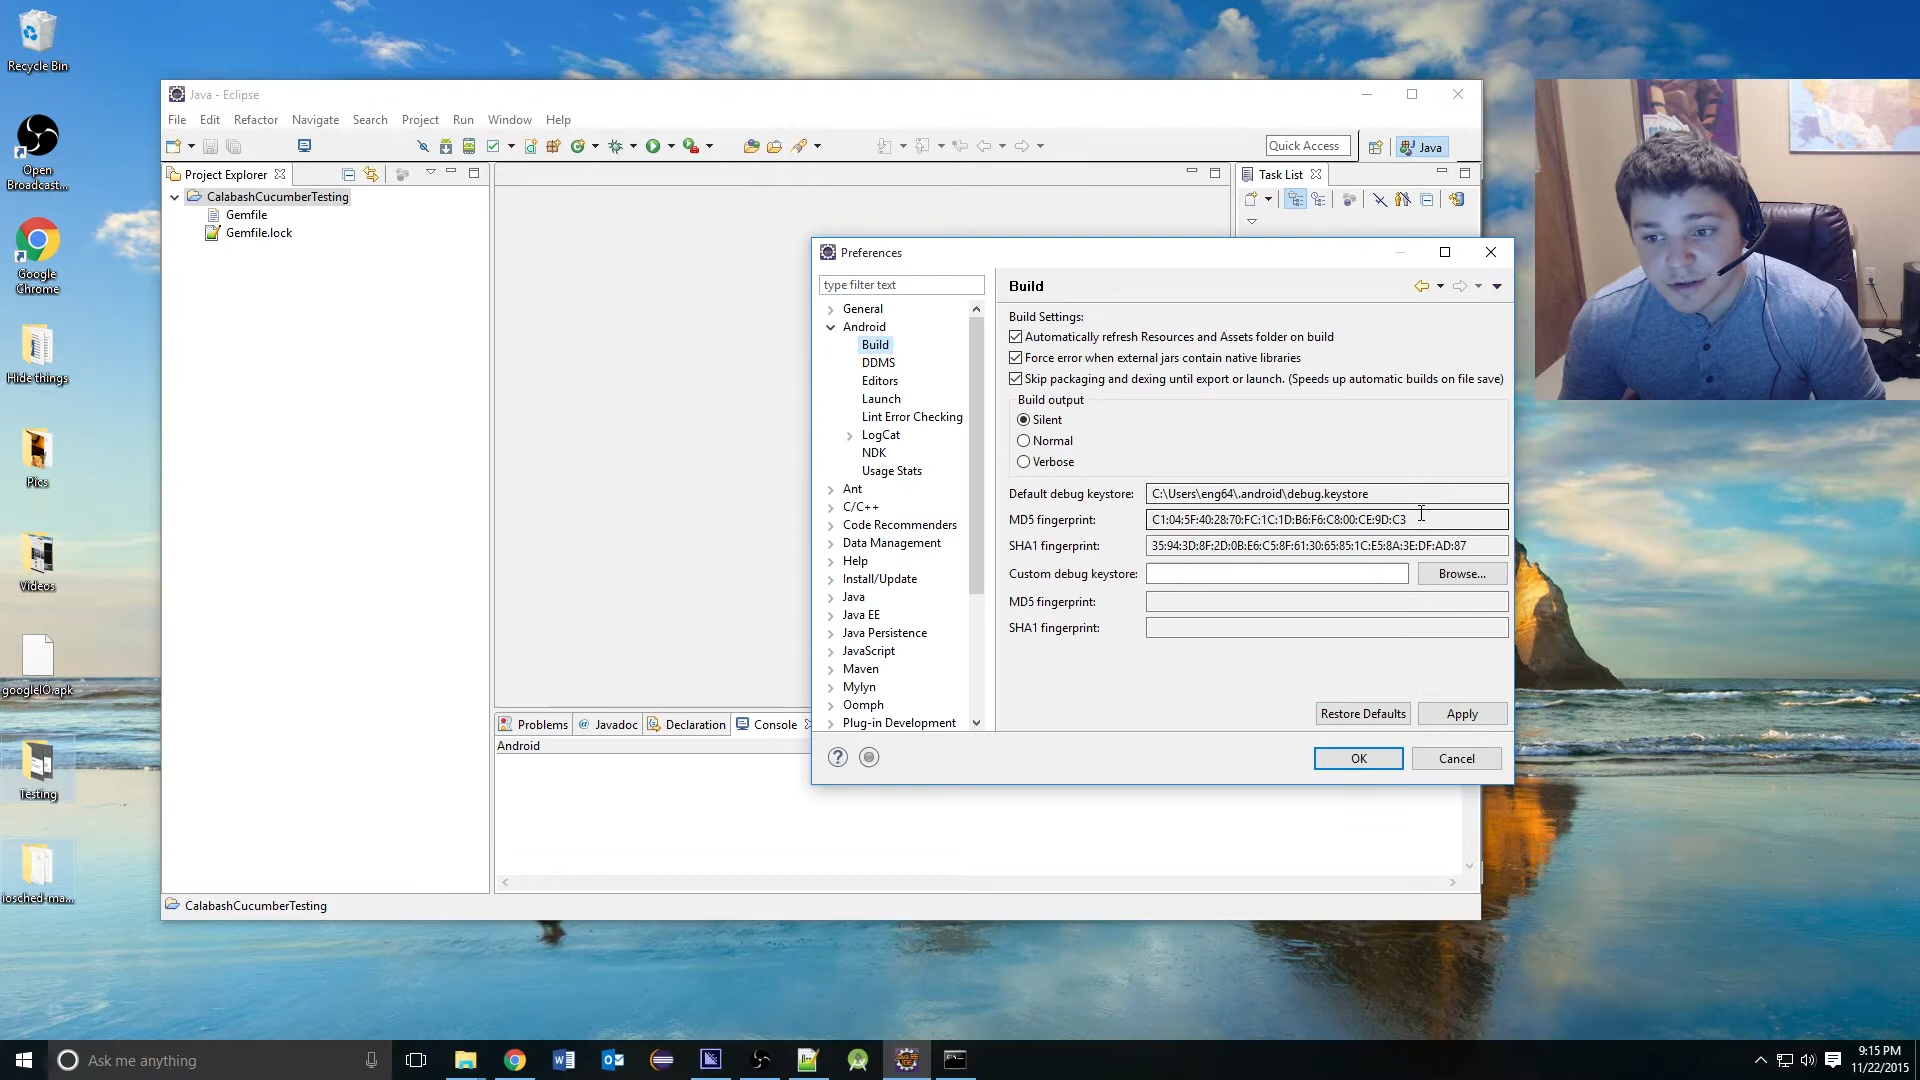 Recycle Bin
Open
Broadcast...
Google
Chrome
Hide things
Pics
Videos
googleIO.apk
Testing
iosched-ma...
Java - Eclipse
File Edit Refactor Navigate Search Project Run Window Help
Quick Access
Java
Project Explorer
CalabashCucumberTesting
Gemfile
Gemfile.lock
Task List
Preferences
type filter text
General
Android
Build
DDMS
Editors
Launch
Lint Error Checking
LogCat
NDK
Usage Stats
Ant
C/C++
Code Recommenders
Data Management
Help
Install/Update
Java
Java EE
Java Persistence
JavaScript
Maven
Mylyn
Oomph
Plug-in Development
Build
Build Settings:
Automatically refresh Resources and Assets folder on build
Force error when external jars contain native libraries
Skip packaging and dexing until export or launch. (Speeds up automatic builds on file save)
Build output
Silent
Normal
Verbose
Default debug keystore: C:\Users\eng64\.android\debug.keystore
MD5 fingerprint: C1:04:5F:40:28:70:FC:1C:1D:B6:F6:C8:00:CE:9D:C3
SHA1 fingerprint: 35:94:3D:8F:2D:0B:E6:C5:8F:61:30:65:85:1C:E5:8A:3E:DF:AD:87
Custom debug keystore: Browse...
MD5 fingerprint:
SHA1 fingerprint:
Restore Defaults Apply
OK Cancel
Problems Javadoc Declaration Console
Android
CalabashCucumberTesting
Ask me anything
9:15 PM
11/22/2015